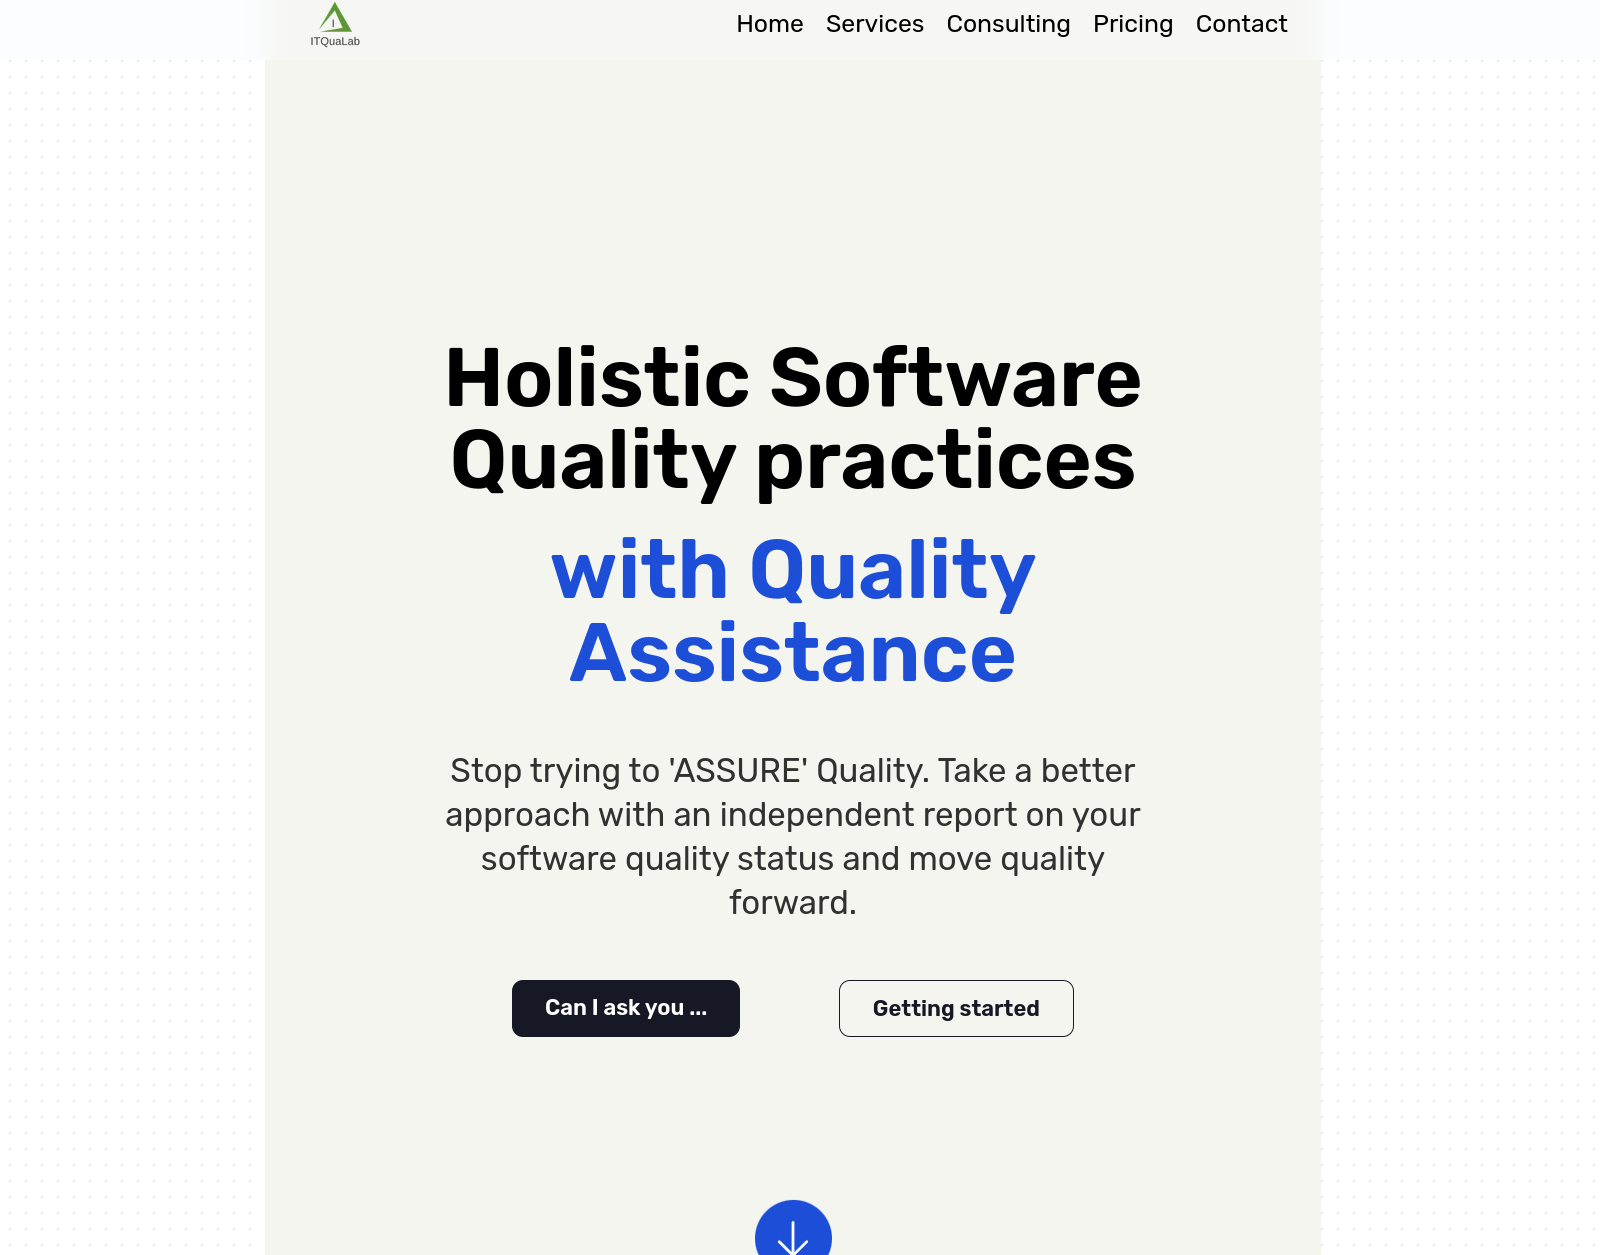 ITQuaLab
Home Services Consulting Pricing Contact
Holistic Software
Quality practices
with Quality
Assistance
Stop trying to 'ASSURE' Quality. Take a better
approach with an independent report on your
software quality status and move quality
forward.
Can I ask you ...
Getting started